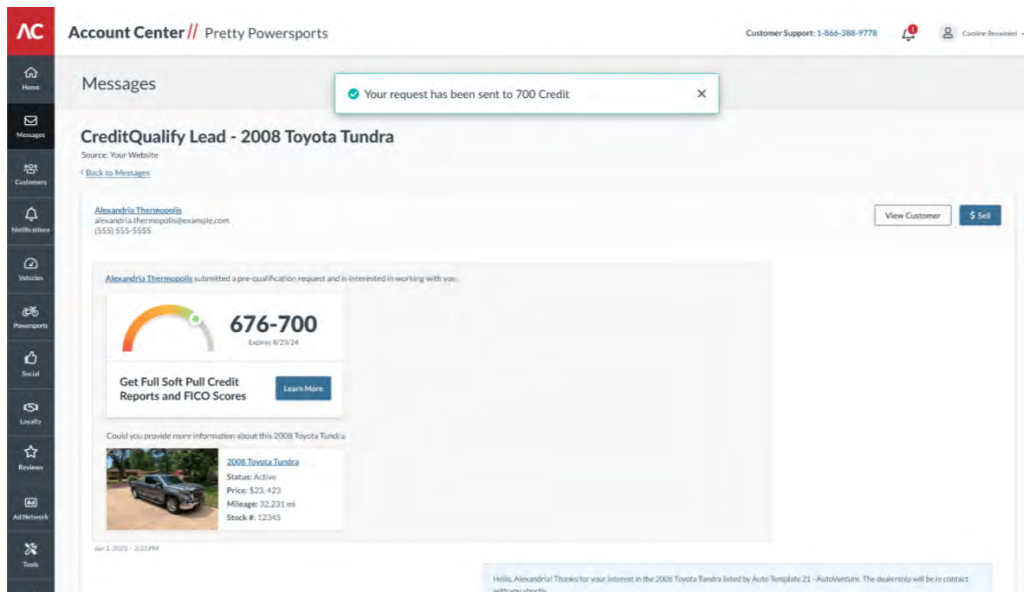 AC
Account Center // Pretty Powersports
Customer Support: 1-866-388-9778
1
Home
Messages
Customers
Notifications
Vehicles
Powersports
Social
Loyalty
Reviews
Ad
Ad Network
Tools
Messages
Your request has been sent to 700 Credit
CreditQualify Lead - 2008 Toyota Tundra
Source: Your Website
< Back to Messages
Alexandria Thermopolis
alexandria.thermopolis@example.com
(555) 555-5555
View Customer
$ Sell
Alexandria Thermopolis submitted a pre-qualification request and is interested in working with you.
676-700
Expires 8/23/24
Get Full Soft Pull Credit
Reports and FICO Scores
Learn More
Could you provide more information about this 2008 Toyota Tundra
2008 Toyota Tundra
Status: Active
Price: $23, 423
Mileage: 32,231 mi
Stock #: 12345
Hello, Alexandria! Thanks for your interest in the 2008 Toyota Tundra listed by Auto Template 21 - AutoVenture. The dealership will be in contact
with you shortly.